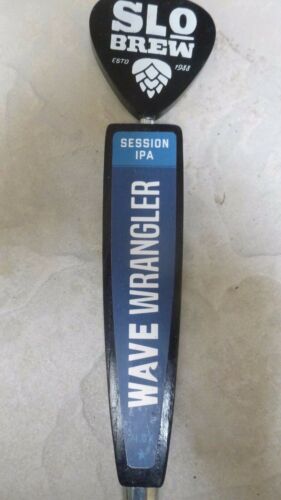 SLO
BREW
ESTD 1988
SESSION
IPA
WAVE WRANGLER